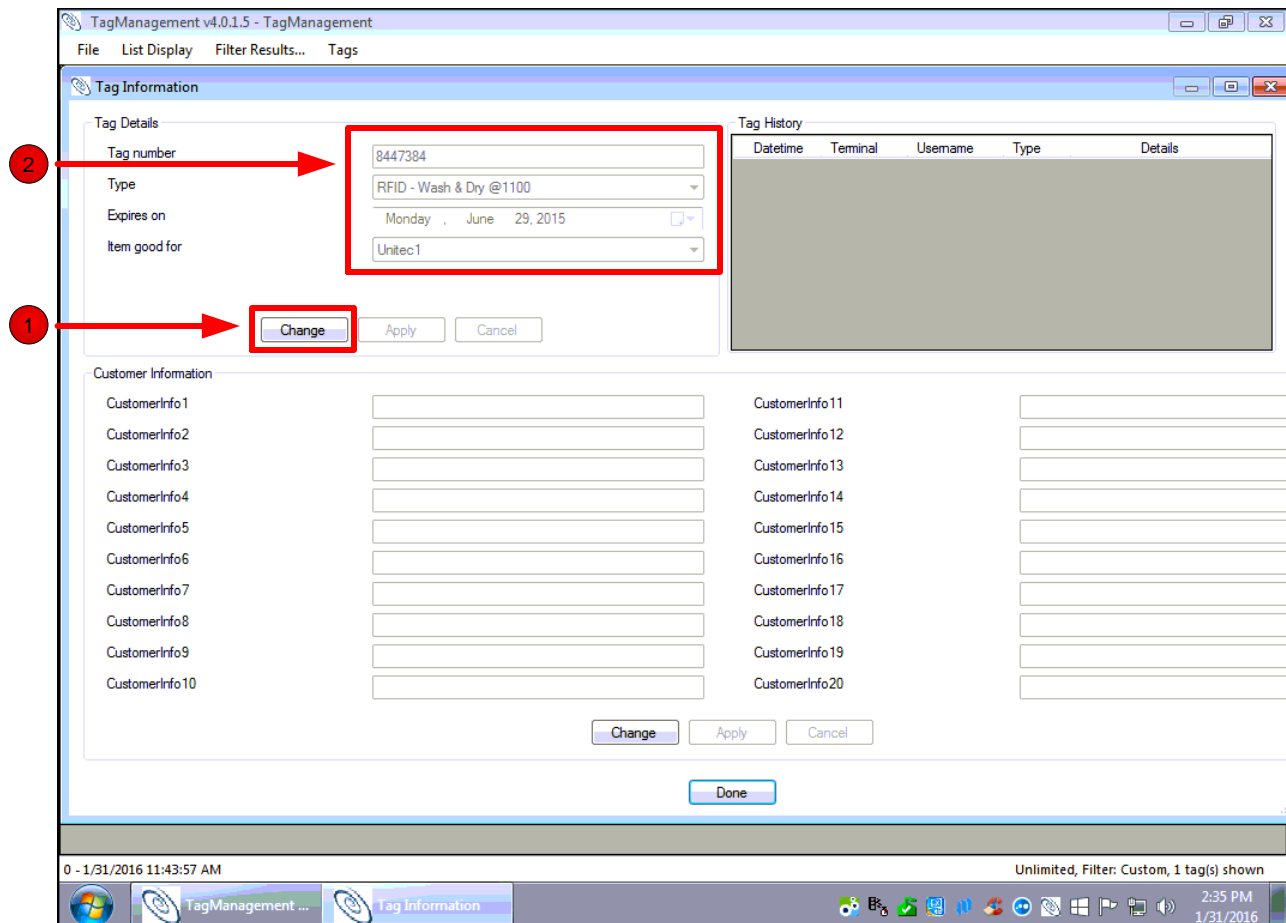 TagManagement v4.0.1.5 - TagManagement
File List Display Filter Results... Tags
Tag Information
Tag Details
Tag number 8447384
Type RFID - Wash & Dry @1100
Expires on Monday , June 29, 2015
Item good for Unitec1
Change Apply Cancel
2
1
Tag History
Datetime Terminal Username Type Details
Customer Information
CustomerInfo1 CustomerInfo11
CustomerInfo2 CustomerInfo12
CustomerInfo3 CustomerInfo13
CustomerInfo4 CustomerInfo14
CustomerInfo5 CustomerInfo15
CustomerInfo6 CustomerInfo16
CustomerInfo7 CustomerInfo17
CustomerInfo8 CustomerInfo18
CustomerInfo9 CustomerInfo19
CustomerInfo10 CustomerInfo20
Change Apply Cancel
Done
0 - 1/31/2016 11:43:57 AM Unlimited, Filter: Custom, 1 tag(s) shown
TagManagement ... Tag Information 2:35 PM
1/31/2016